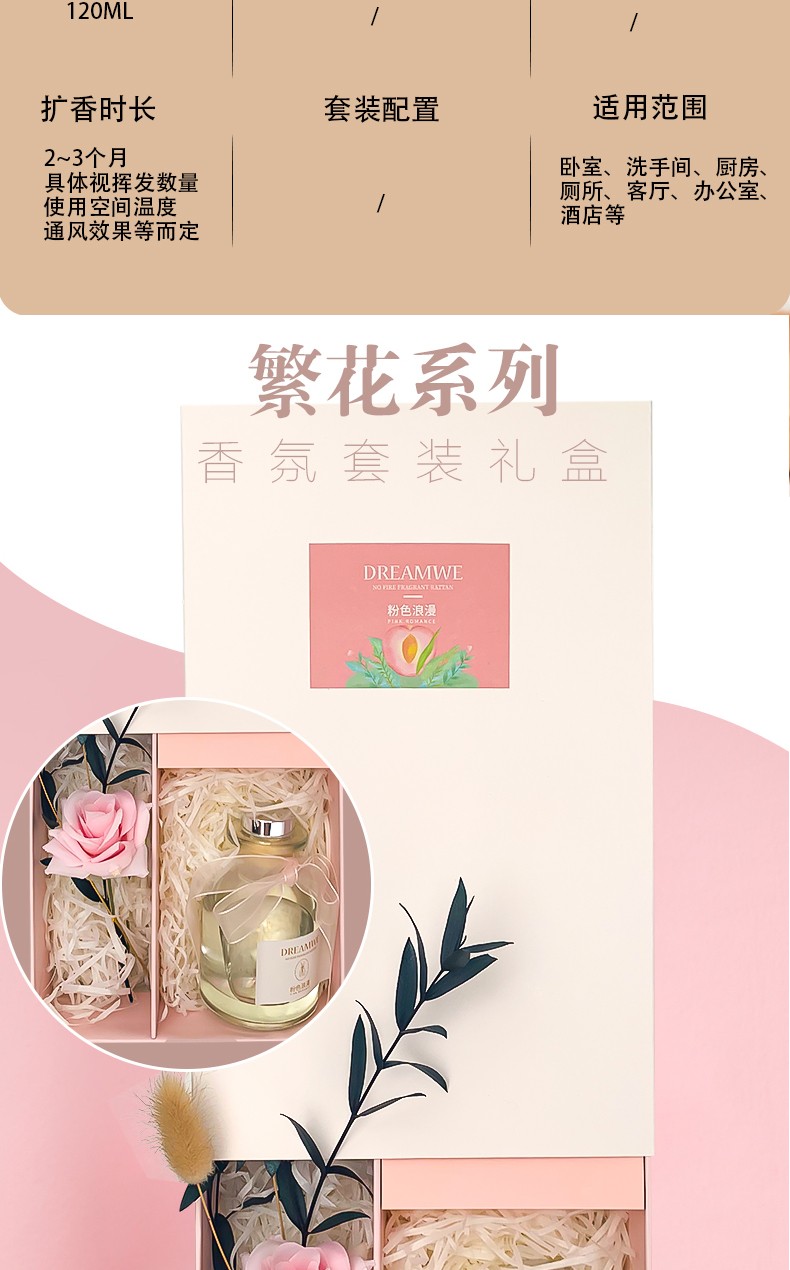 120ML
/
/
扩香时长
套装配置
适用范围
2~3个月
具体视挥发数量
使用空间温度
通风效果等而定
/
卧室、洗手间、厨房、
厕所、客厅、办公室、
酒店等
繁花系列
香氛套装礼盒
DREAMWE
NO FIRE FRAGRANT RATTAN
粉色浪漫
PINK ROMANCE
DREAMWE
粉色浪漫